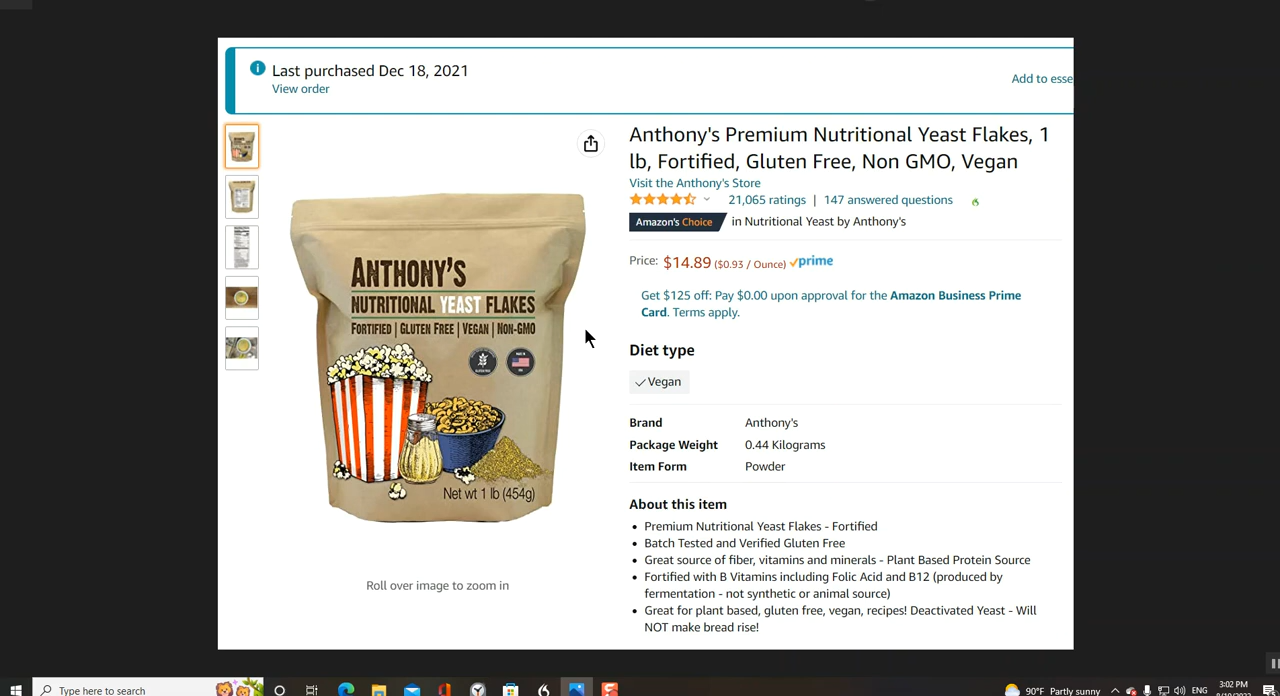 Last purchased Dec 18, 2021
View order
Add to esse
Anthony's Premium Nutritional Yeast Flakes, 1
lb, Fortified, Gluten Free, Non GMO, Vegan
Visit the Anthony's Store
21,065 ratings | 147 answered questions
Amazon's Choice in Nutritional Yeast by Anthony's
Price: $14.89 ($0.93 / Ounce) prime
Get $125 off: Pay $0.00 upon approval for the Amazon Business Prime
Card. Terms apply.
Diet type
Vegan
Brand Anthony's
Package Weight 0.44 Kilograms
Item Form Powder
About this item
• Premium Nutritional Yeast Flakes - Fortified
• Batch Tested and Verified Gluten Free
• Great source of fiber, vitamins and minerals - Plant Based Protein Source
• Fortified with B Vitamins including Folic Acid and B12 (produced by
fermentation - not synthetic or animal source)
• Great for plant based, gluten free, vegan, recipes! Deactivated Yeast - Will
NOT make bread rise!
ANTHONY'S
NUTRITIONAL YEAST FLAKES
FORTIFIED | GLUTEN FREE | VEGAN | NON-GMO
Net wt 1 lb (454g)
Roll over image to zoom in
Type here to search
90°F Partly sunny
ENG
3:02 PM